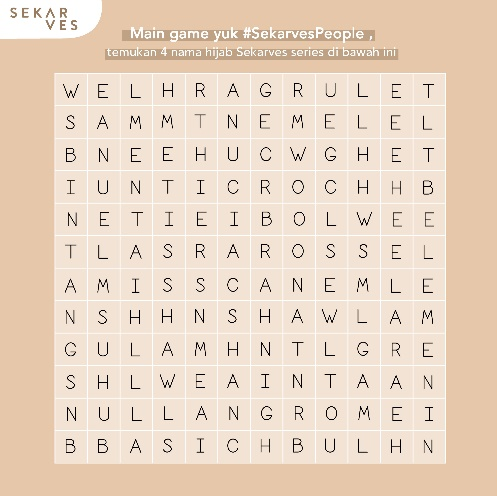 SEKAR
VES
Main game yuk #SekarvesPeople ,
temukan 4 nama hijab Sekarves series di bawah ini
W E L H R A G R U L E T
S A M M T N E M E L E L
B N E E H U C W G H E T
I U N T I C R O C H H B
N E T I E I B O L W E E
T L A S R A R O S S E L
A M I S S C A N E M L E
N S H H N S H A W L A M
G U L A M H N T L G R E
S H L W E A I N T A A N
N U L L A N G R O M E I
B B A S I C H B U L H N